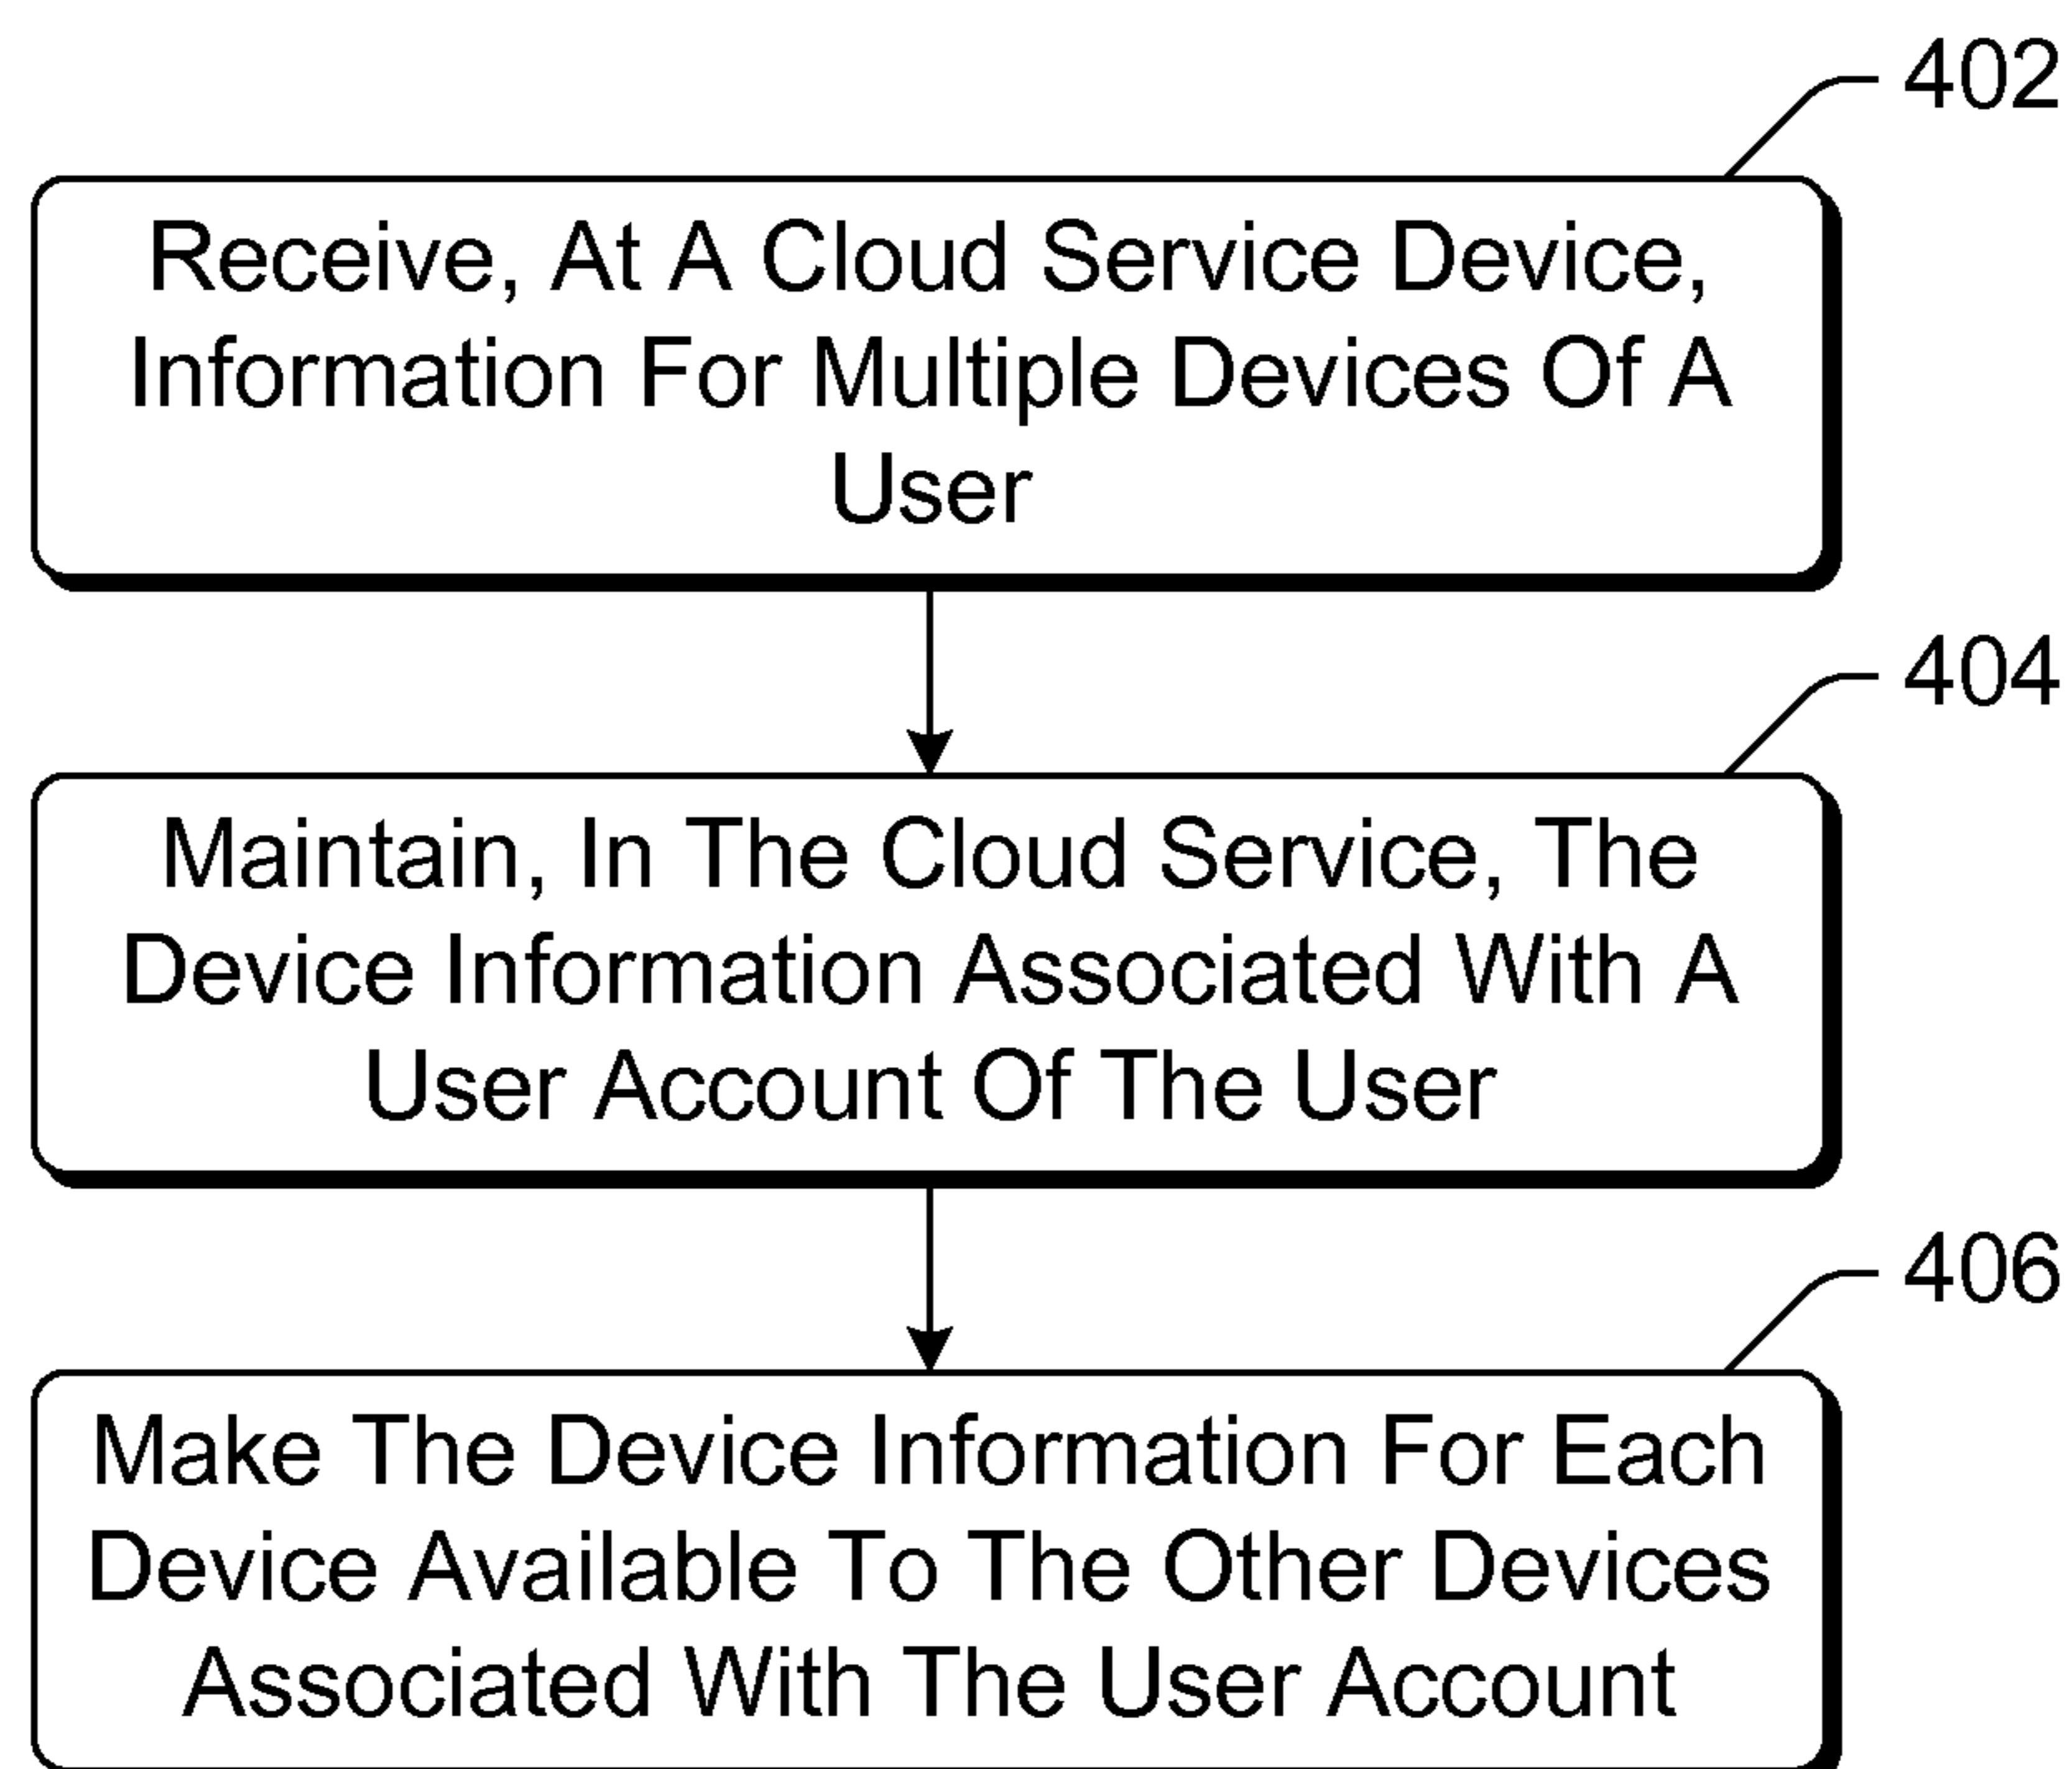 402
Receive, At A Cloud Service Device,
Information For Multiple Devices Of A
User
404
Maintain, In The Cloud Service, The
Device Information Associated With A
User Account Of The User
406
Make The Device Information For Each
Device Available To The Other Devices
Associated With The User Account